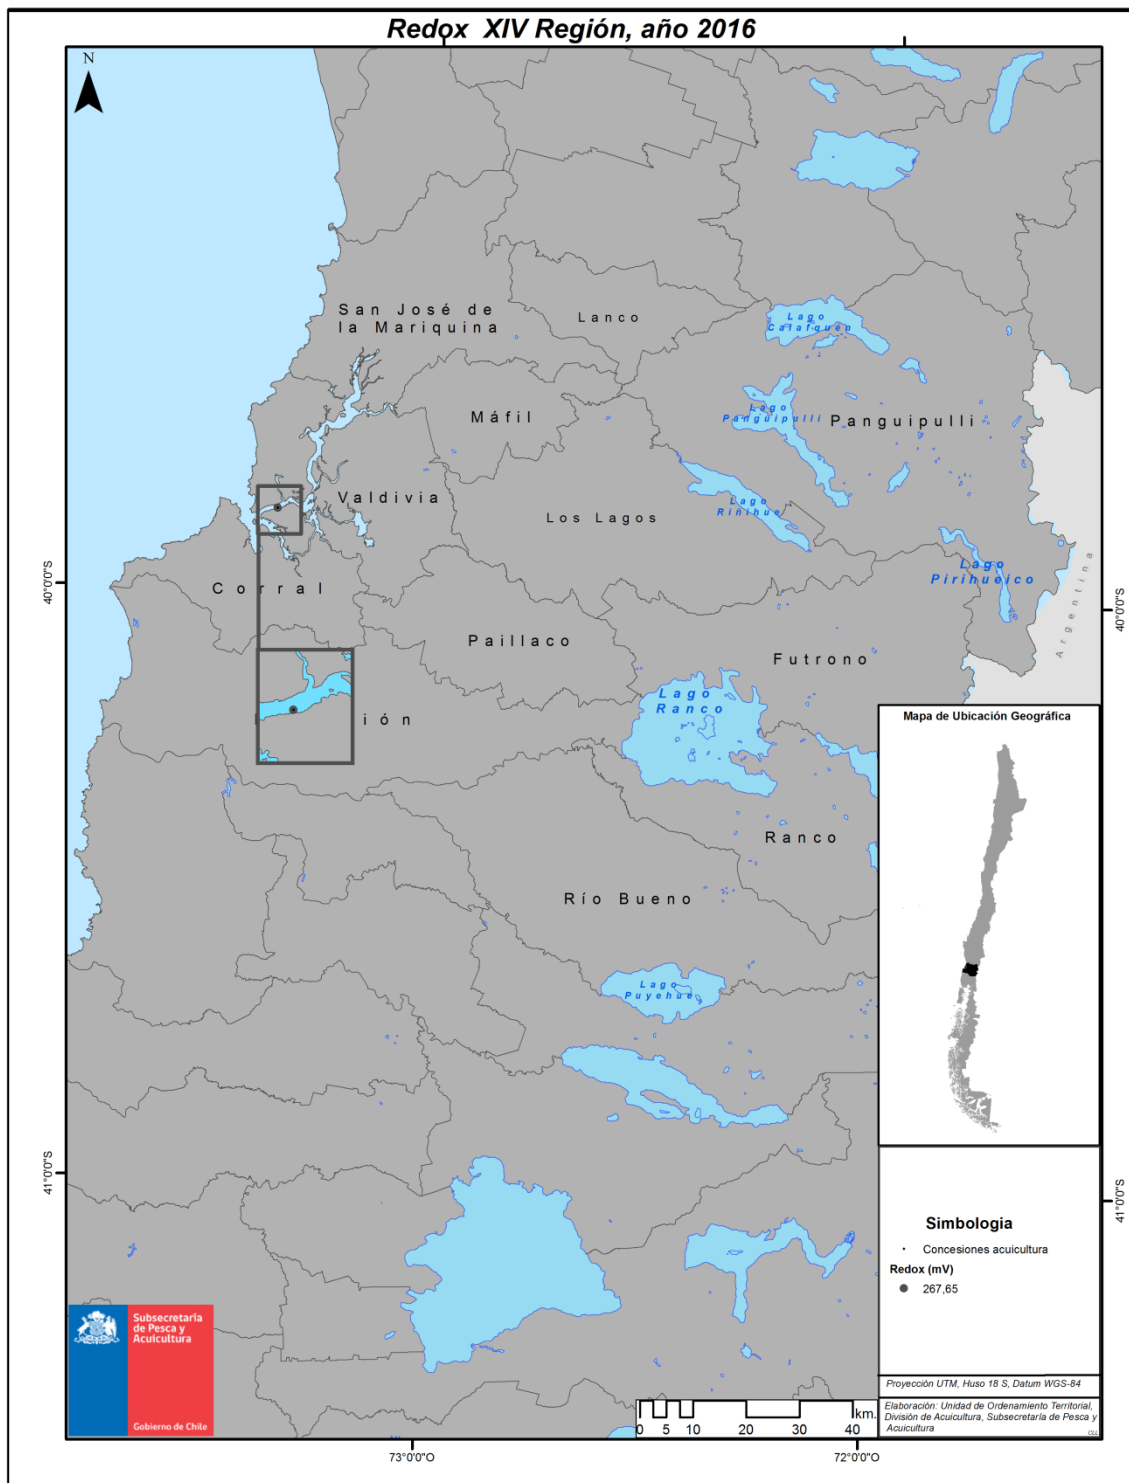 Redox XIV Región, año 2016
N
San José de
la Mariquina
Lanco
Lago
Calafquen
Máfil
Lago
Panguipulli
Panguipulli
Valdivia
Los Lagos
Lago
Riñihue
Lago
Pirihueico
Argentina
Corral
Paillaco
Futrono
Lago
Ranco
ión
Ranco
Río Bueno
Lago
Puyehue
40°0'0"S
40°0'0"S
41°0'0"S
41°0'0"S
73°0'0"O
72°0'0"O
Mapa de Ubicación Geográfica
Simbologia
Concesiones acuicultura
Redox (mV)
267,65
Proyección UTM, Huso 18 S, Datum WGS-84
Elaboración: Unidad de Ordenamiento Territorial,
División de Acuicultura, Subsecretaría de Pesca y
Acuicultura
km.
0 5 10 20 30 40
Subsecretaría
de Pesca y
Acuicultura
Gobierno de Chile